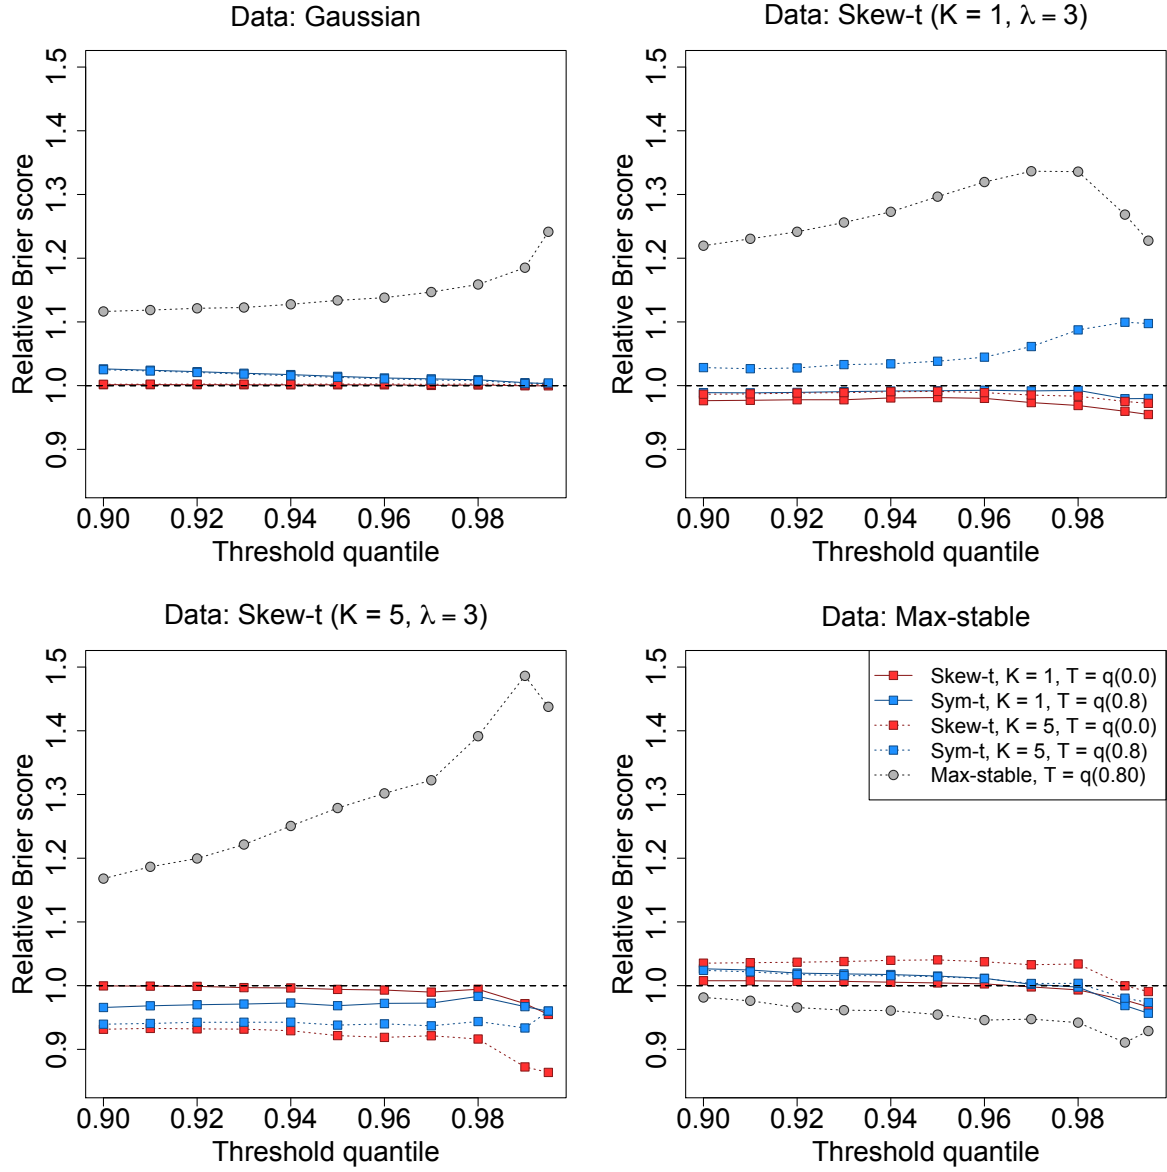 Data: Gaussian
Relative Brier score
1.5
1.4
1.3
1.2
1.1
1.0
0.9
0.90 0.92 0.94 0.96 0.98
Threshold quantile
Data: Skew-t (K = 1, λ = 3)
Relative Brier score
1.5
1.4
1.3
1.2
1.1
1.0
0.9
0.90 0.92 0.94 0.96 0.98
Threshold quantile
Data: Skew-t (K = 5, λ = 3)
Relative Brier score
1.5
1.4
1.3
1.2
1.1
1.0
0.9
0.90 0.92 0.94 0.96 0.98
Threshold quantile
Data: Max-stable
Relative Brier score
1.5
1.4
1.3
1.2
1.1
1.0
0.9
Skew-t, K = 1, T = q(0.0)
Sym-t, K = 1, T = q(0.8)
Skew-t, K = 5, T = q(0.0)
Sym-t, K = 5, T = q(0.8)
Max-stable, T = q(0.80)
0.90 0.92 0.94 0.96 0.98
Threshold quantile